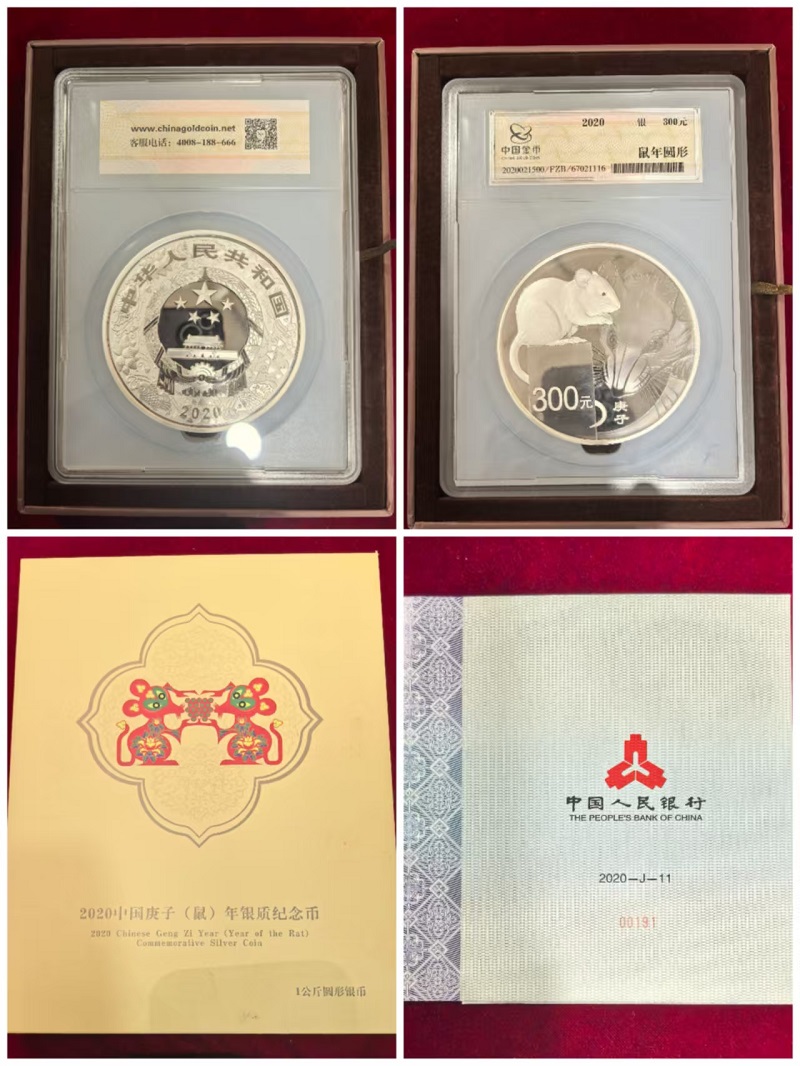 www.chinagoldcoin.net
客服电话：4008-188-666
中华人民共和国
2020
中国金币
2020 银 300元
鼠年圆形
2020021500/FZB/67021116
300元
庚子
2020中国庚子（鼠）年银质纪念币
2020 Chinese Geng Zi Year (Year of the Rat)
Commemorative Silver Coin
1公斤圆形银币
中国人民银行
THE PEOPLE'S BANK OF CHINA
2020-J-11
00191